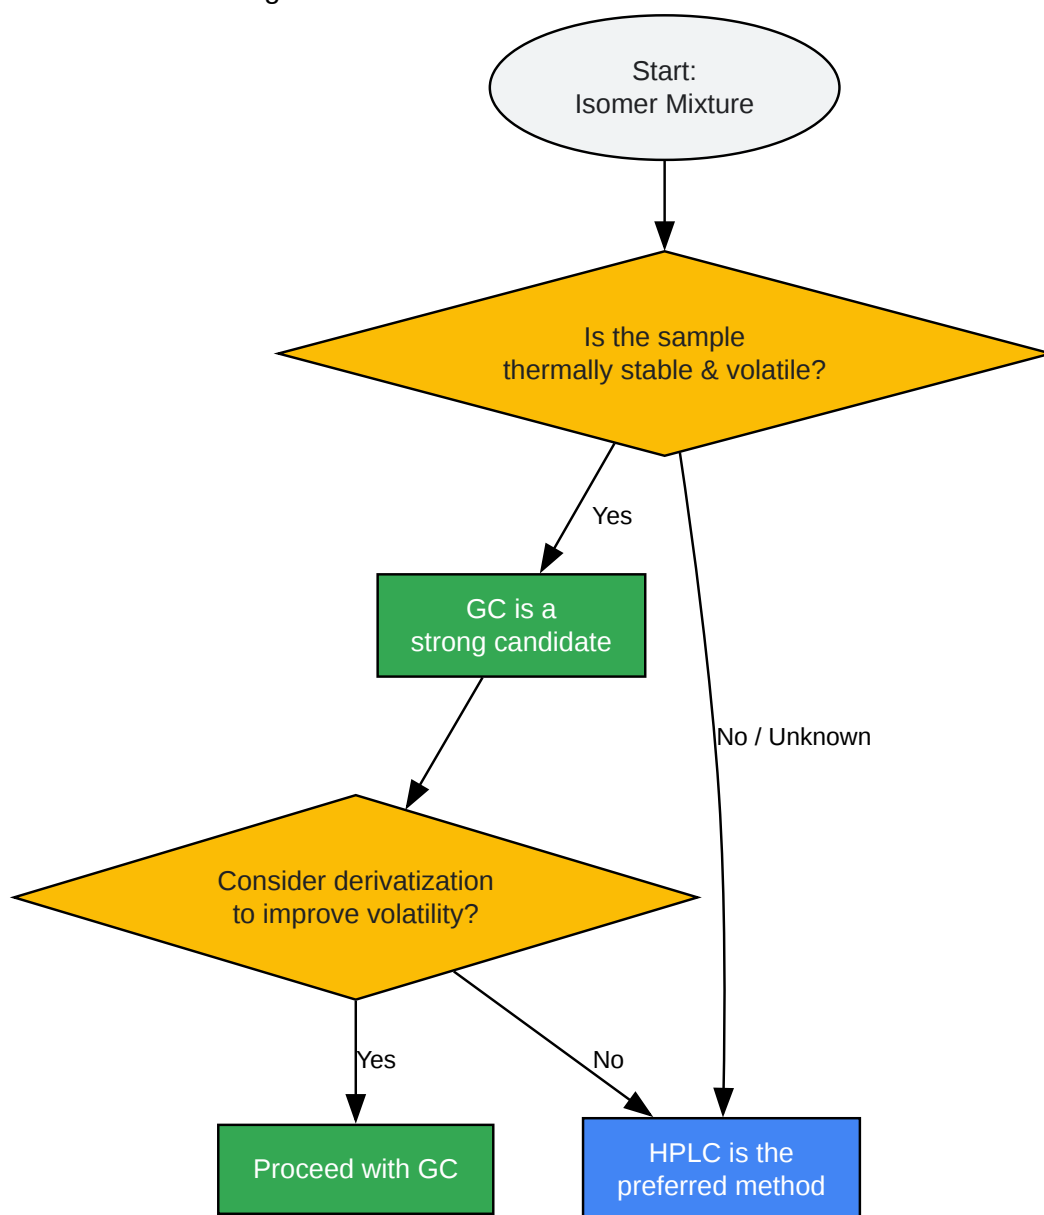 Start:
Isomer Mixture
Is the sample
thermally stable & volatile?
Yes
GC is a
strong candidate
No / Unknown
Consider derivatization
to improve volatility?
Yes
No
Proceed with GC
HPLC is the
preferred method